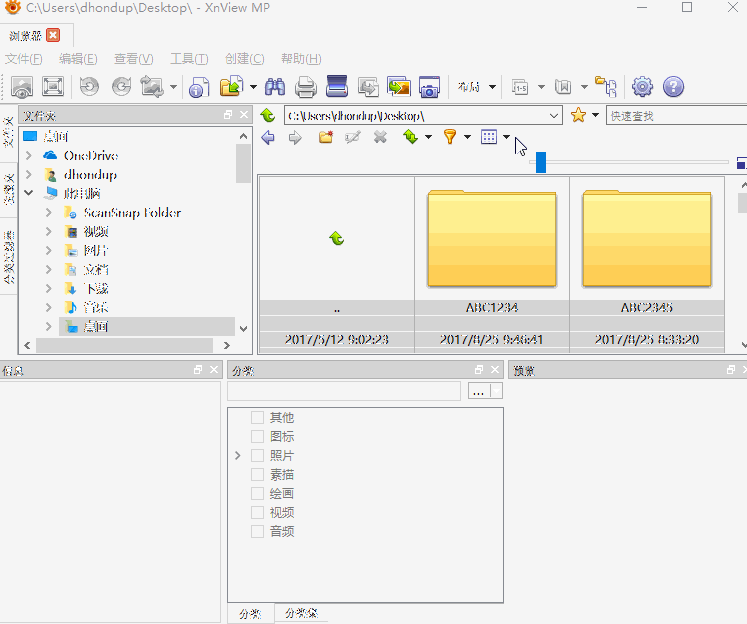 C:\Users\dhondup\Desktop\ - XnView MP
浏览器
文件(F) 编辑(E) 查看(V) 工具(T) 创建(C) 帮助(H)
布局
文件夹
C:\Users\dhondup\Desktop\
快速查找
桌面
OneDrive
dhondup
此电脑
ScanSnap Folder
视频
图片
文档
下载
音乐
桌面
文件夹
收藏夹
分类过滤器
..
ABC1234
ABC2345
2017/5/12 9:02:23
2017/8/25 9:46:41
2017/8/25 8:33:20
信息
分类
预览
...
其他
图标
照片
素描
绘画
视频
音频
分类
分类集